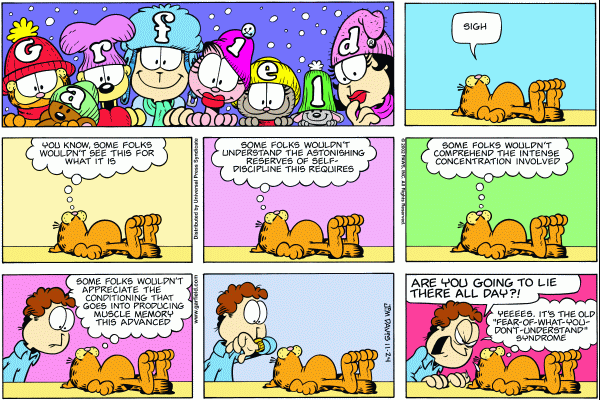 Garfield
SIGH
YOU KNOW, SOME FOLKS
WOULDN'T SEE THIS FOR
WHAT IT IS
Distributed by Universal Press Syndicate
SOME FOLKS WOULDN'T
UNDERSTAND THE ASTONISHING
RESERVES OF SELF-
DISCIPLINE THIS REQUIRES
© 2002 PAWS, INC. All Rights Reserved.
SOME FOLKS WOULDN'T
COMPREHEND THE INTENSE
CONCENTRATION INVOLVED
SOME FOLKS WOULDN'T
APPRECIATE THE
CONDITIONING THAT
GOES INTO PRODUCING
MUSCLE MEMORY
THIS ADVANCED
www.garfield.com
JIM DAVIS 11-24
ARE YOU GOING TO LIE
THERE ALL DAY?!
YEEEES. IT'S THE OLD
"FEAR-OF-WHAT-YOU-
DON'T-UNDERSTAND"
SYNDROME